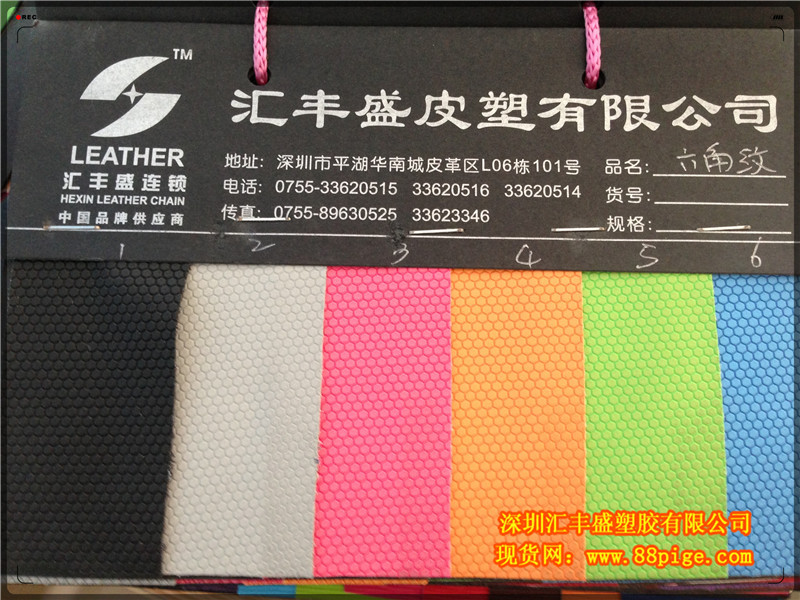 REC
TM
LEATHER
汇丰盛连锁
HEXIN LEATHER CHAIN
中国品牌供应商
汇丰盛皮塑有限公司
地址: 深圳市平湖华南城皮革区L06栋101号
电话: 0755-33620515 33620516 33620514
传真: 0755-89630525 33623346
品名: 六角纹
货号:
规格:
1 2 3 4 5 6
深圳汇丰盛塑胶有限公司
现货网: www.88pige.com